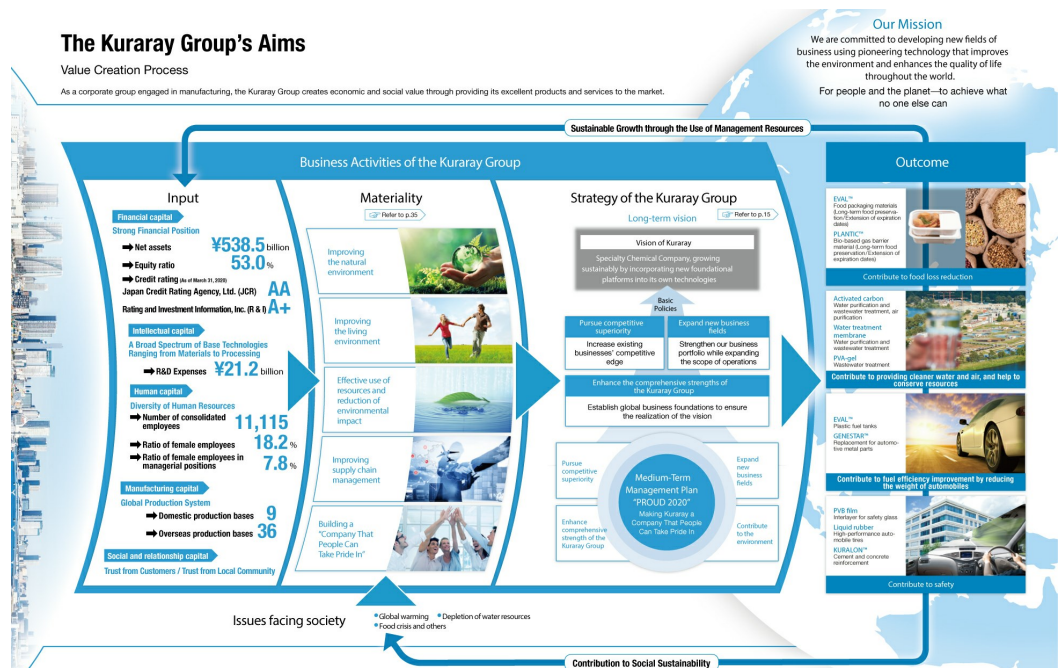 The Kuraray Group's Aims
Value Creation Process
As a corporate group engaged in manufacturing, the Kuraray Group creates economic and social value through providing its excellent products and services to the market.
Our Mission
We are committed to developing new fields of
business using pioneering technology that improves
the environment and enhances the quality of life
throughout the world.
For people and the planet—to achieve what
no one else can
Sustainable Growth through the Use of Management Resources
Business Activities of the Kuraray Group
Input
Financial capital
Strong Financial Position
➡ Net assets ¥538.5 billion
➡ Equity ratio 53.0 %
➡ Credit rating (As of March 31, 2020)
Japan Credit Rating Agency, Ltd. (JCR) AA
Rating and Investment Information, Inc. (R & I) A+
Intellectual capital
A Broad Spectrum of Base Technologies
Ranging from Materials to Processing
➡ R&D Expenses ¥21.2 billion
Human capital
Diversity of Human Resources
➡ Number of consolidated
employees 11,115
➡ Ratio of female employees 18.2 %
➡ Ratio of female employees in
managerial positions 7.8 %
Manufacturing capital
Global Production System
➡ Domestic production bases 9
➡ Overseas production bases 36
Social and relationship capital
Trust from Customers / Trust from Local Community
Materiality
Refer to p.35
Improving
the natural
environment
Improving
the living
environment
Effective use of
resources and
reduction of
environmental
impact
Improving
supply chain
management
Building a
"Company That
People Can
Take Pride In"
Strategy of the Kuraray Group
Long-term vision
Refer to p.15
Vision of Kuraray
Specialty Chemical Company, growing
sustainably by incorporating new foundational
platforms into its own technologies
Basic
Policies
Pursue competitive
superiority
Increase existing
businesses' competitive
edge
Expand new business
fields
Strengthen our business
portfolio while expanding
the scope of operations
Enhance the comprehensive strengths of
the Kuraray Group
Establish global business foundations to ensure
the realization of the vision
Pursue
competitive
superiority
Expand
new
business
fields
Medium-Term
Management Plan
"PROUD 2020"
Making Kuraray a
Company That People
Can Take Pride In
Enhance
comprehensive
strength of the
Kuraray Group
Contribute
to the
environment
Outcome
EVAL™
Food packaging materials
(Long-term food preserva-
tion/Extension of expiration
dates)
PLANTIC™
Bio-based gas barrier
material (Long-term food
preservation/Extension of
expiration dates)
Contribute to food loss reduction
Activated carbon
Water purification and
wastewater treatment, air
purification
Water treatment
membrane
Water purification and
wastewater treatment
PVA-gel
Wastewater treatment
Contribute to providing cleaner water and air, and help to
conserve resources
EVAL™
Plastic fuel tanks
GENESTAR™
Replacement for automo-
tive metal parts
Contribute to fuel efficiency improvement by reducing
the weight of automobiles
PVB film
Interlayer for safety glass
Liquid rubber
High-performance auto-
mobile tires
KURALON™
Cement and concrete
reinforcement
Contribute to safety
Issues facing society
• Global warming • Depletion of water resources
• Food crisis and others
Contribution to Social Sustainability